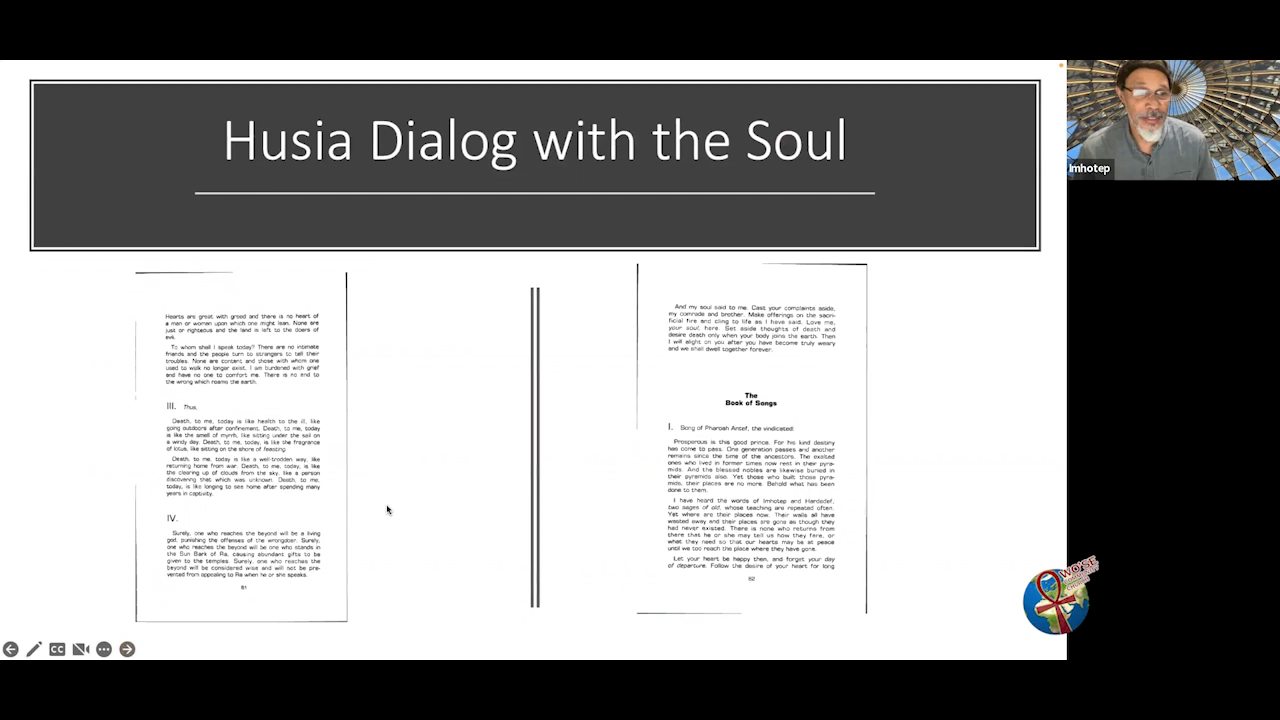 Husia Dialog with the Soul
Imhotep
Hearts are great with greed and there is no heart of
a man or woman upon which one might lean. None are
just or righteous and the land is left to the doers of
evil.
To whom shall I speak today? There are no intimate
friends and the people turn to strangers to tell their
troubles. None are content and those with whom one
used to walk no longer exist. I am burdened with grief
and have no one to comfort me. There is no end to
the wrong which roams the earth.
III. Thus,
Death, to me, today is like health to the ill, like
going outdoors after confinement. Death, to me, today
is like the smell of myrrh, like sitting under the sail on
a windy day. Death, to me, today, is like the fragrance
of lotus, like sitting on the shore of feasting.
Death, to me, today, is like a well-trodden way, like
returning home from war. Death, to me, today, is like
the clearing up of clouds from the sky, like a person
discovering that which was unknown. Death, to me,
today, is like longing to see home after spending many
years in captivity.
IV.
Surely, one who reaches the beyond will be a living
god, punishing the offenses of the wrongdoer. Surely,
one who reaches the beyond will be one who stands in
the Sun Bark of Ra, causing abundant gifts to be
given to the temples. Surely, one who reaches the
beyond will be considered wise and will not be pre-
vented from appealing to Ra when he or she speaks.
61
And my soul said to me. Cast your complaints aside,
my comrade and brother. Make offerings on the sacri-
ficial fire and cling to life as I have said. Love me,
your soul, here. Set aside thoughts of death and
desire death only when your body joins the earth. Then
I will alight on you after you have become truly weary
and we shall dwell together forever.
The
Book of Songs
I. Song of Pharoah Antef, the vindicated:
Prosperous is this good prince. For his kind destiny
has come to pass. One generation passes and another
remains since the time of the ancestors. The exalted
ones who lived in former times now rest in their pyra-
mids. And the blessed nobles are likewise buried in
their pyramids also. Yet those who built those pyra-
mids, their places are no more. Behold what has been
done to them.
I have heard the words of Imhotep and Hardedef,
two sages of old, whose teaching are repeated often.
Yet where are their places now. Their walls all have
wasted away and their places are gone as though they
had never existed. There is none who returns from
there that he or she may tell us how they fare, or
what they need so that our hearts may be at peace
until we too reach the place where they have gone.
Let your heart be happy then, and forget your day
of departure. Follow the desire of your heart for long
62
CC
WO'SE